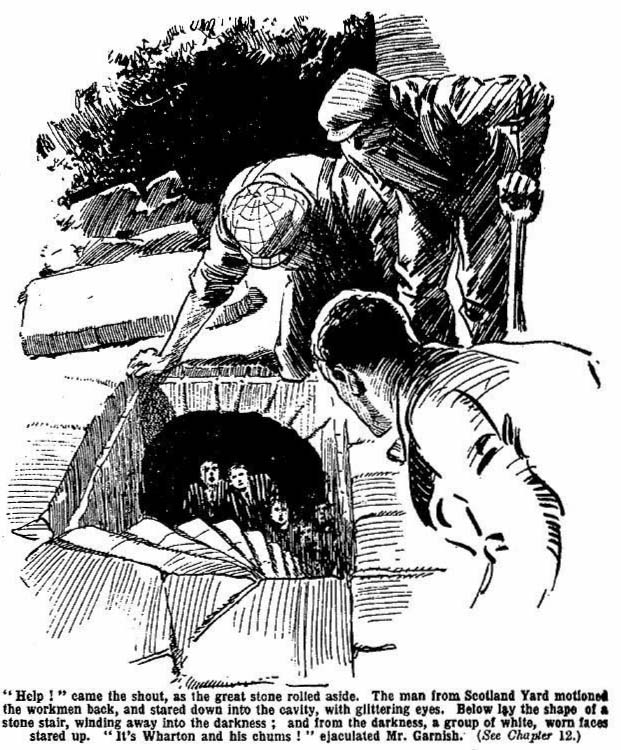 "Help!" came the shout, as the great stone rolled aside. The man from Scotland Yard motioned
the workmen back, and stared down into the cavity, with glittering eyes. Below lay the shape of a
stone stair, winding away into the darkness; and from the darkness, a group of white, worn faces
stared up. "It's Wharton and his chums!" ejaculated Mr. Garnish. (See Chapter 12.)